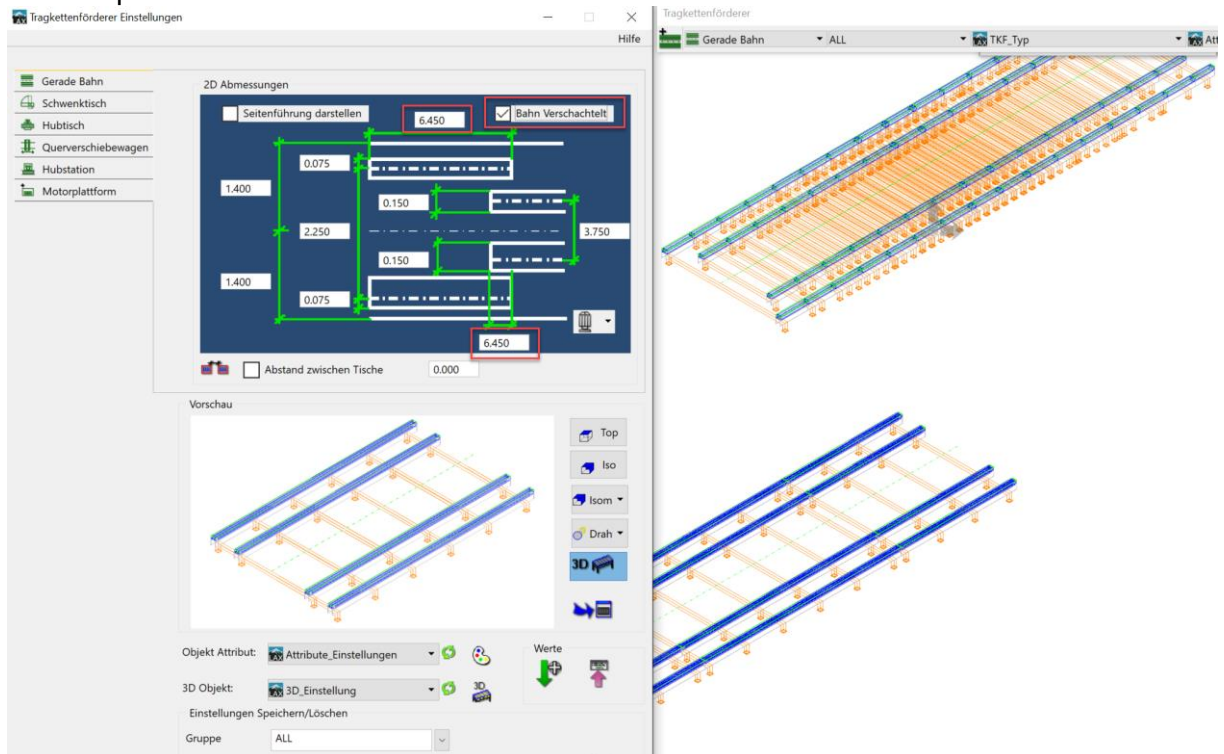 Tragkettenförderer Einstellungen
Hilfe
Gerade Bahn
Schwenktisch
Hubtisch
Querverschiebewagen
Hubstation
Motorplattform
2D Abmessungen
Seitenführung darstellen
6.450
Bahn Verschachtelt
0.075
1.400
0.150
2.250
3.750
0.150
1.400
0.075
6.450
Abstand zwischen Tische
0.000
Vorschau
Top
Iso
Isom
Drah
3D
Objekt Attribut:
Attribute_Einstellungen
Werte
3D Objekt:
3D_Einstellung
3D
Einstellungen Speichern/Löschen
Gruppe
ALL
Tragkettenförderer
Gerade Bahn
ALL
TKF_Typ
Att